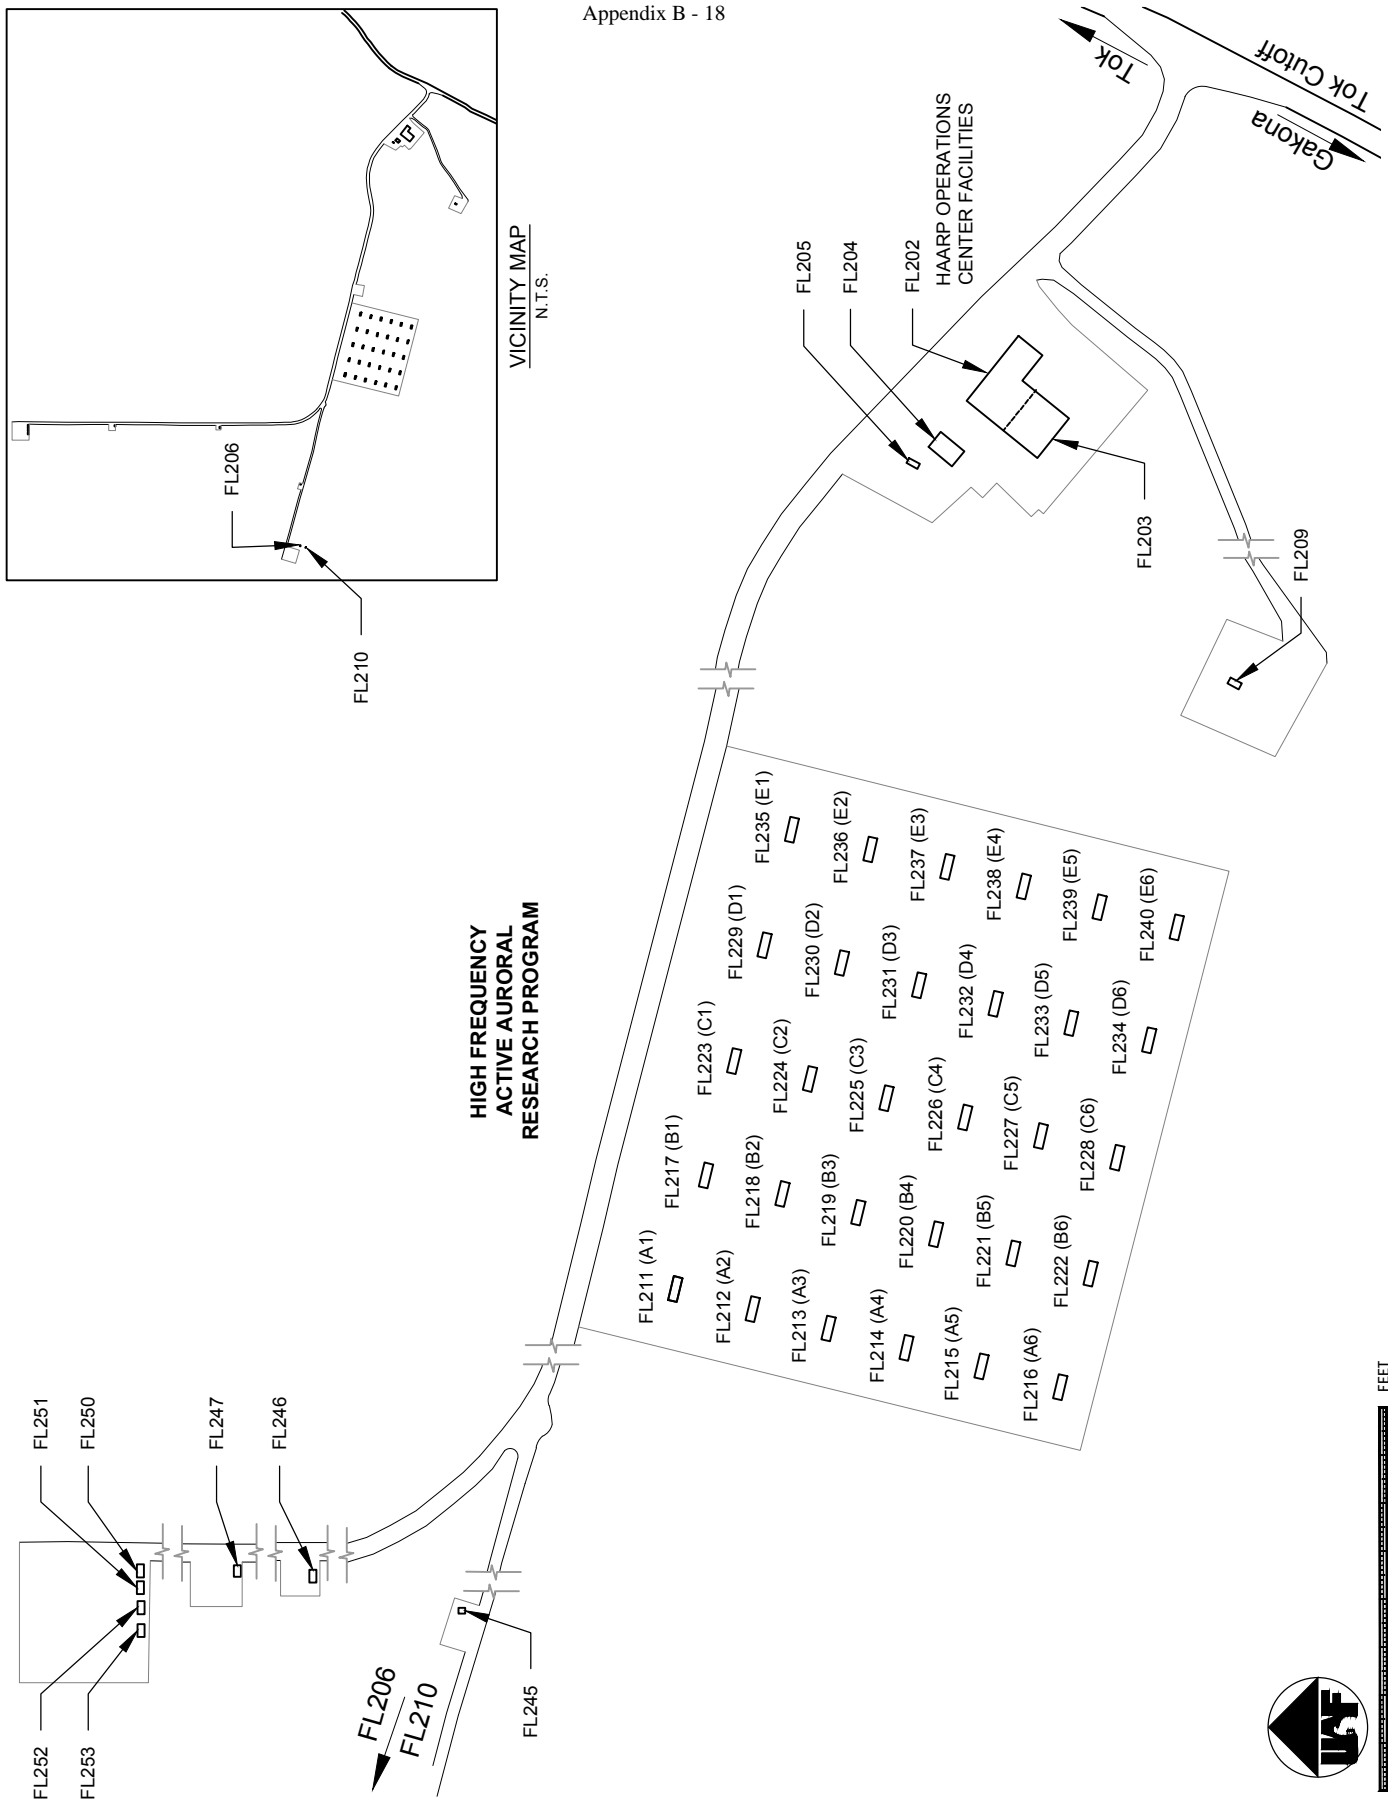 Appendix B - 18
Tok
Tok Cutoff
Gakona
VICINITY MAP
N.T.S.
FL206
FL210
FL205
FL204
FL202
HAARP OPERATIONS
CENTER FACILITIES
FL203
FL209
HIGH FREQUENCY
ACTIVE AURORAL
RESEARCH PROGRAM
FL235 (E1)
FL236 (E2)
FL237 (E3)
FL238 (E4)
FL239 (E5)
FL240 (E6)
FL229 (D1)
FL230 (D2)
FL231 (D3)
FL232 (D4)
FL233 (D5)
FL234 (D6)
FL223 (C1)
FL224 (C2)
FL225 (C3)
FL226 (C4)
FL227 (C5)
FL228 (C6)
FL217 (B1)
FL218 (B2)
FL219 (B3)
FL220 (B4)
FL221 (B5)
FL222 (B6)
FL211 (A1)
FL212 (A2)
FL213 (A3)
FL214 (A4)
FL215 (A5)
FL216 (A6)
FL251
FL250
FL247
FL246
FL252
FL253
FL206
FL210
FL245
UAF
FEET